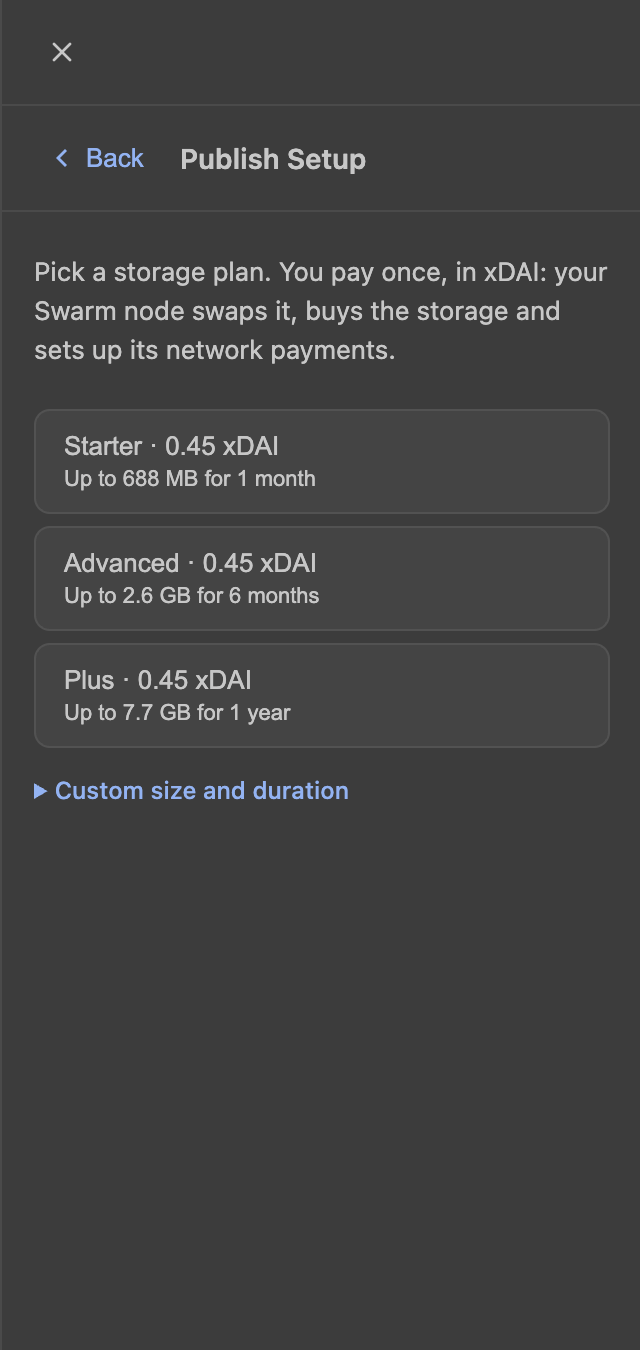 Back Publish Setup
Pick a storage plan. You pay once, in xDAI: your
Swarm node swaps it, buys the storage and
sets up its network payments.
Starter · 0.45 xDAI
Up to 688 MB for 1 month
Advanced · 0.45 xDAI
Up to 2.6 GB for 6 months
Plus · 0.45 xDAI
Up to 7.7 GB for 1 year
Custom size and duration